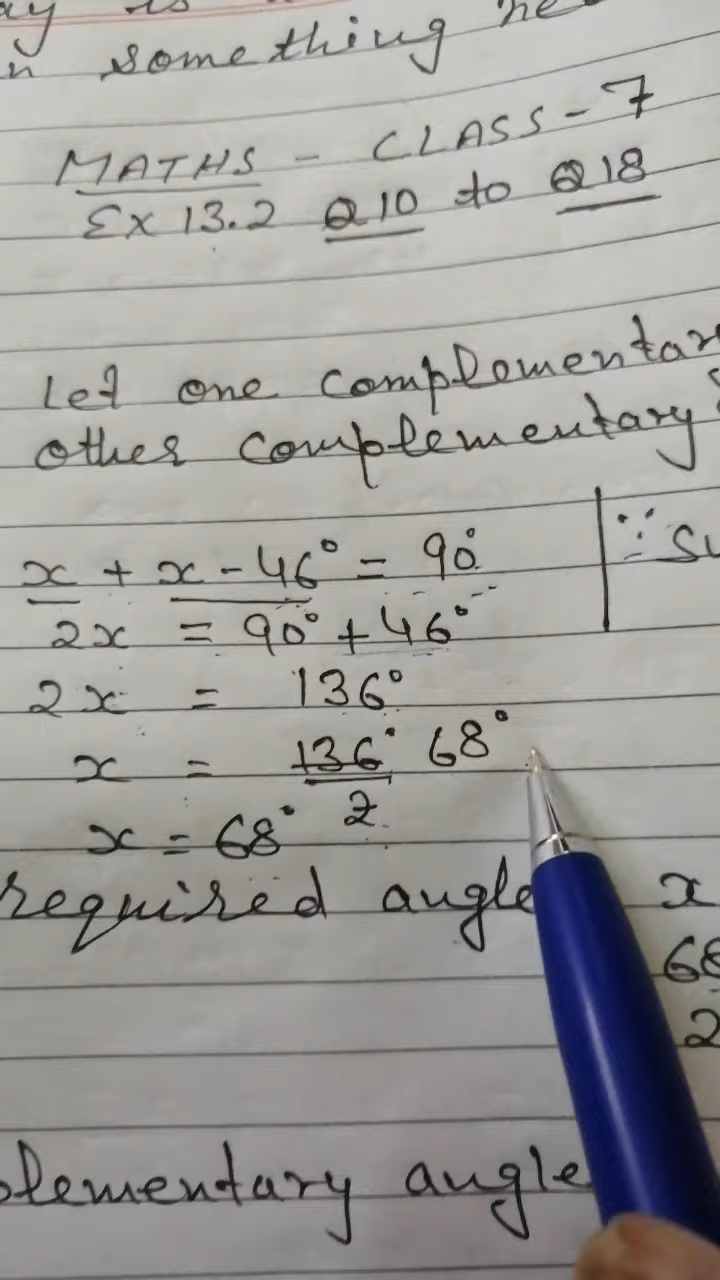 something
MATHS - CLASS-7
Ex 13.2 Q10 to Q18
Let one complementar
other complementary
x + x - 46° = 90°
∵ Su
2x = 90° + 46°
2x = 136°
x = 136°/2 68°
x = 68°
required angle x
68
2
lementary angle